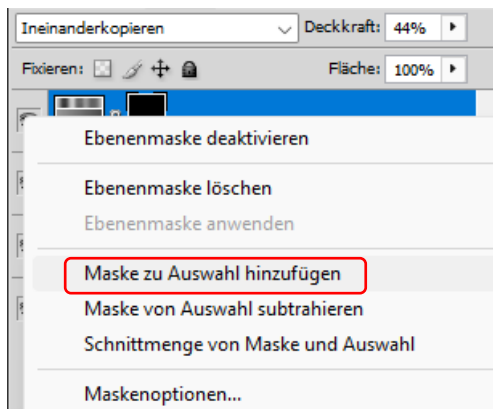 Ineinanderkopieren Deckkraft: 44%
Fixieren: Fläche: 100%
Ebenenmaske deaktivieren
Ebenenmaske löschen
Ebenenmaske anwenden
Maske zu Auswahl hinzufügen
Maske von Auswahl subtrahieren
Schnittmenge von Maske und Auswahl
Maskenoptionen...